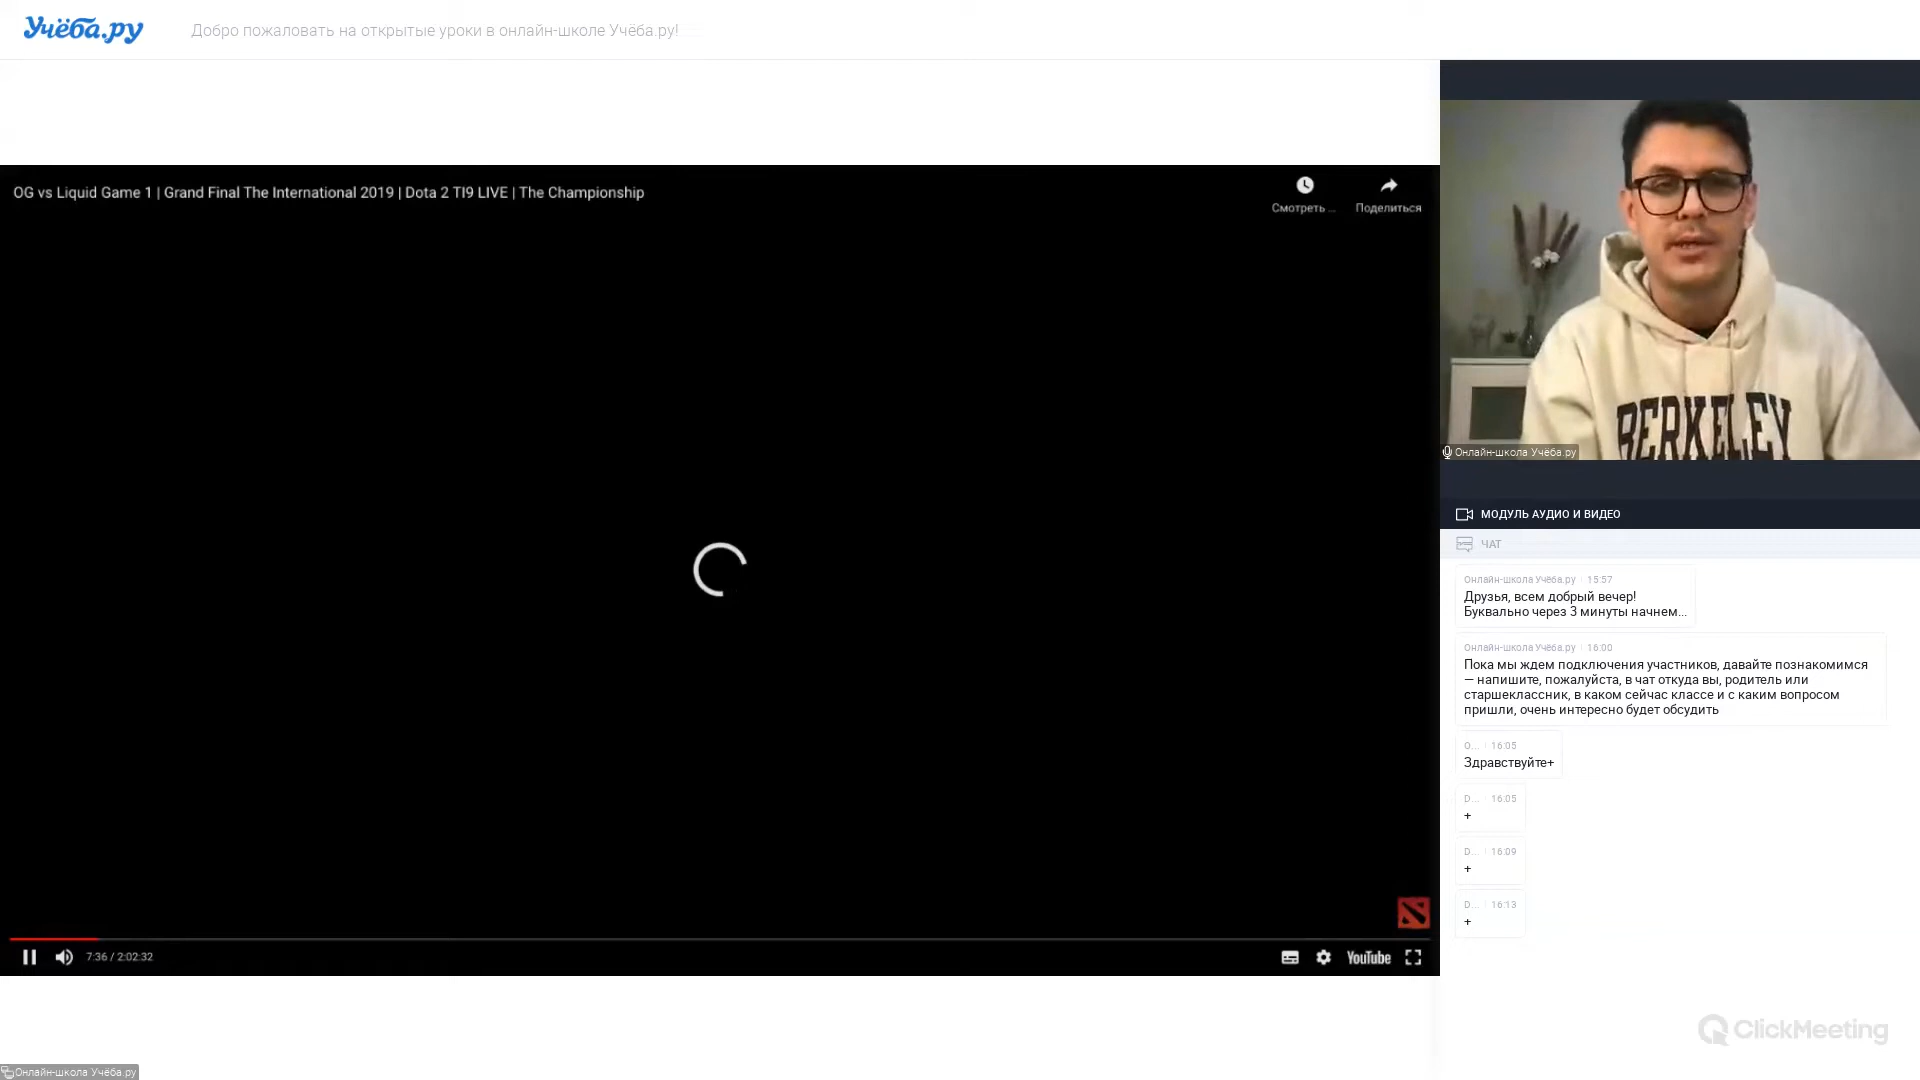 Учёба.ру
Добро пожаловать на открытые уроки в онлайн-школе Учёба.ру!
OG vs Liquid Game 1 | Grand Final The International 2019 | Dota 2 TI9 LIVE | The Championship
Смотреть ...
Поделиться
7:36 / 2:02:32
YouTube
BERKELEY
Онлайн-школа Учёба.ру
МОДУЛЬ АУДИО И ВИДЕО
ЧАТ
Онлайн-школа Учёба.ру 15:57
Друзья, всем добрый вечер!
Буквально через 3 минуты начнем...
Онлайн-школа Учёба.ру 16:00
Пока мы ждем подключения участников, давайте познакомимся
— напишите, пожалуйста, в чат откуда вы, родитель или
старшеклассник, в каком сейчас классе и с каким вопросом
пришли, очень интересно будет обсудить
О... 16:05
Здравствуйте+
D... 16:05
+
D... 16:09
+
D... 16:13
+
ClickMeeting
Онлайн-школа Учёба.ру